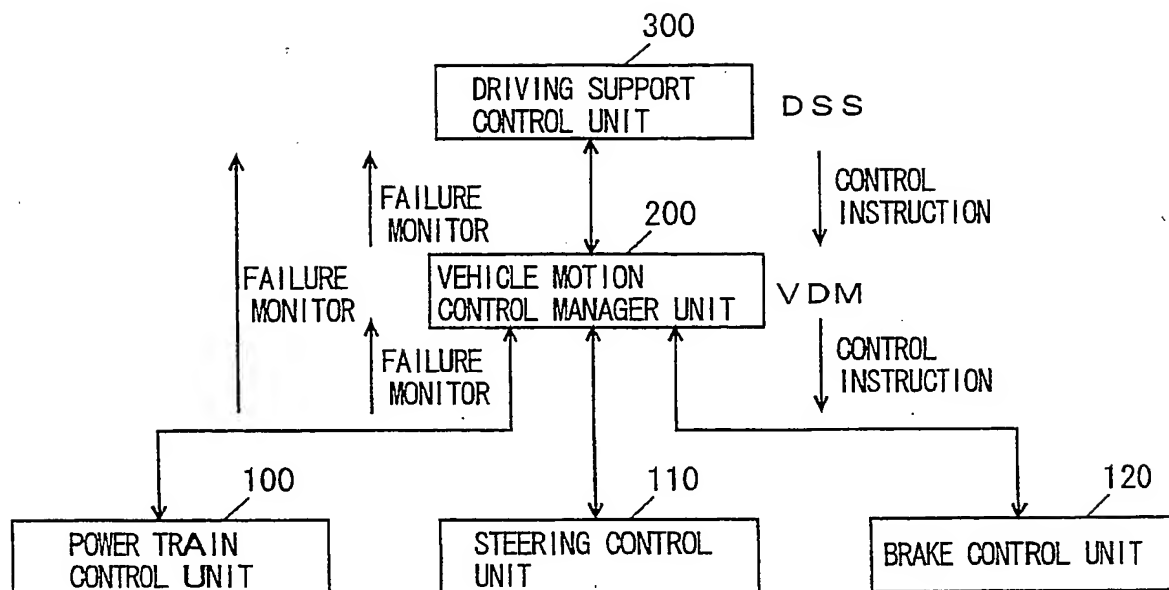 300
DRIVING SUPPORT
CONTROL UNIT
DSS
FAILURE
MONITOR
CONTROL
INSTRUCTION
200
FAILURE
MONITOR
VEHICLE MOTION
CONTROL MANAGER UNIT
VDM
FAILURE
MONITOR
CONTROL
INSTRUCTION
100
110
120
POWER TRAIN
CONTROL UNIT
STEERING CONTROL
UNIT
BRAKE CONTROL UNIT